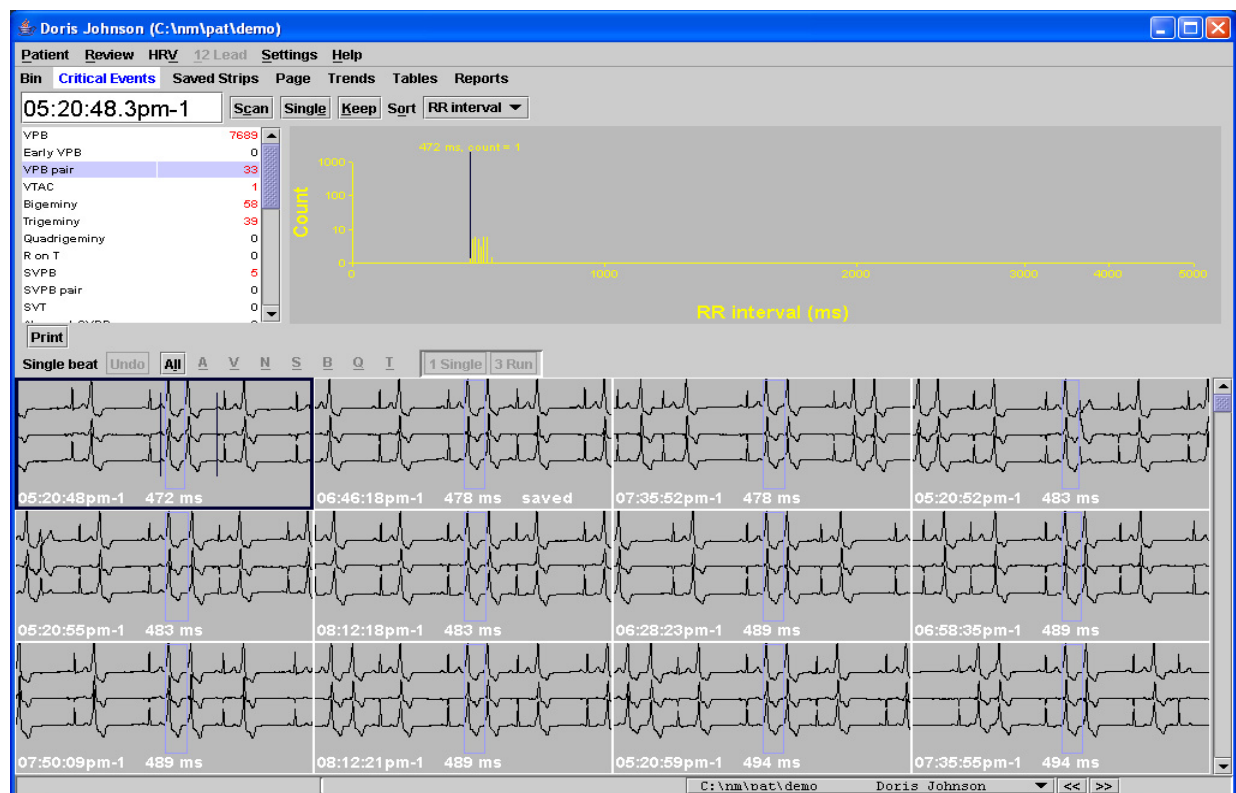 Doris Johnson (C:\nm\pat\demo)
Patient Review HRV 12 Lead Settings Help
Bin Critical Events Saved Strips Page Trends Tables Reports
05:20:48.3pm-1 Scan Single Keep Sort RR interval
VPB 7689
Early VPB 0
VPB pair 33
VTAC 1
Bigeminy 58
Trigeminy 39
Quadrigeminy 0
R on T 0
SVPB 5
SVPB pair 0
SVT 0
472 ms, count = 1
1000
100
10
0
Count
0 1000 2000 3000 4000 5000
RR interval (ms)
Print
Single beat Undo All A V N S B Q T 1 Single 3 Run
05:20:48pm-1 472 ms 06:46:18pm-1 478 ms saved 07:35:52pm-1 478 ms 05:20:52pm-1 483 ms
05:20:55pm-1 483 ms 08:12:18pm-1 483 ms 06:28:23pm-1 489 ms 06:58:35pm-1 489 ms
07:50:09pm-1 489 ms 08:12:21pm-1 489 ms 05:20:59pm-1 494 ms 07:35:55pm-1 494 ms
C:\nm\pat\demo Doris Johnson << >>